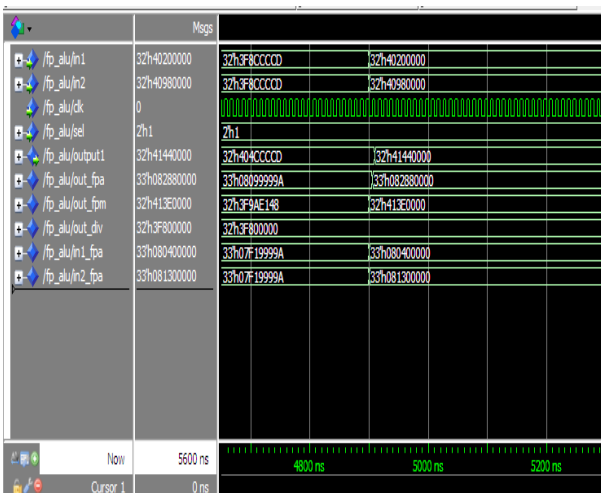 Msgs
/fp_alu/in1 32'h40200000 32'h3F8CCCCD 32'h40200000
/fp_alu/in2 32'h40980000 32'h3F8CCCCD 32'h40980000
/fp_alu/clk 0
/fp_alu/sel 2'h1 2'h1
/fp_alu/output1 32'h41440000 32'h404CCCCD 32'h41440000
/fp_alu/out_fpa 33'h082880000 33'h08099999A 33'h082880000
/fp_alu/out_fpm 32'h413E0000 32'h3F9AE148 32'h413E0000
/fp_alu/out_div 32'h3F800000 32'h3F800000
/fp_alu/in1_fpa 33'h080400000 33'h07F19999A 33'h080400000
/fp_alu/in2_fpa 33'h081300000 33'h07F19999A 33'h081300000
Now 5600 ns 4800 ns 5000 ns 5200 ns
Cursor 1 0 ns